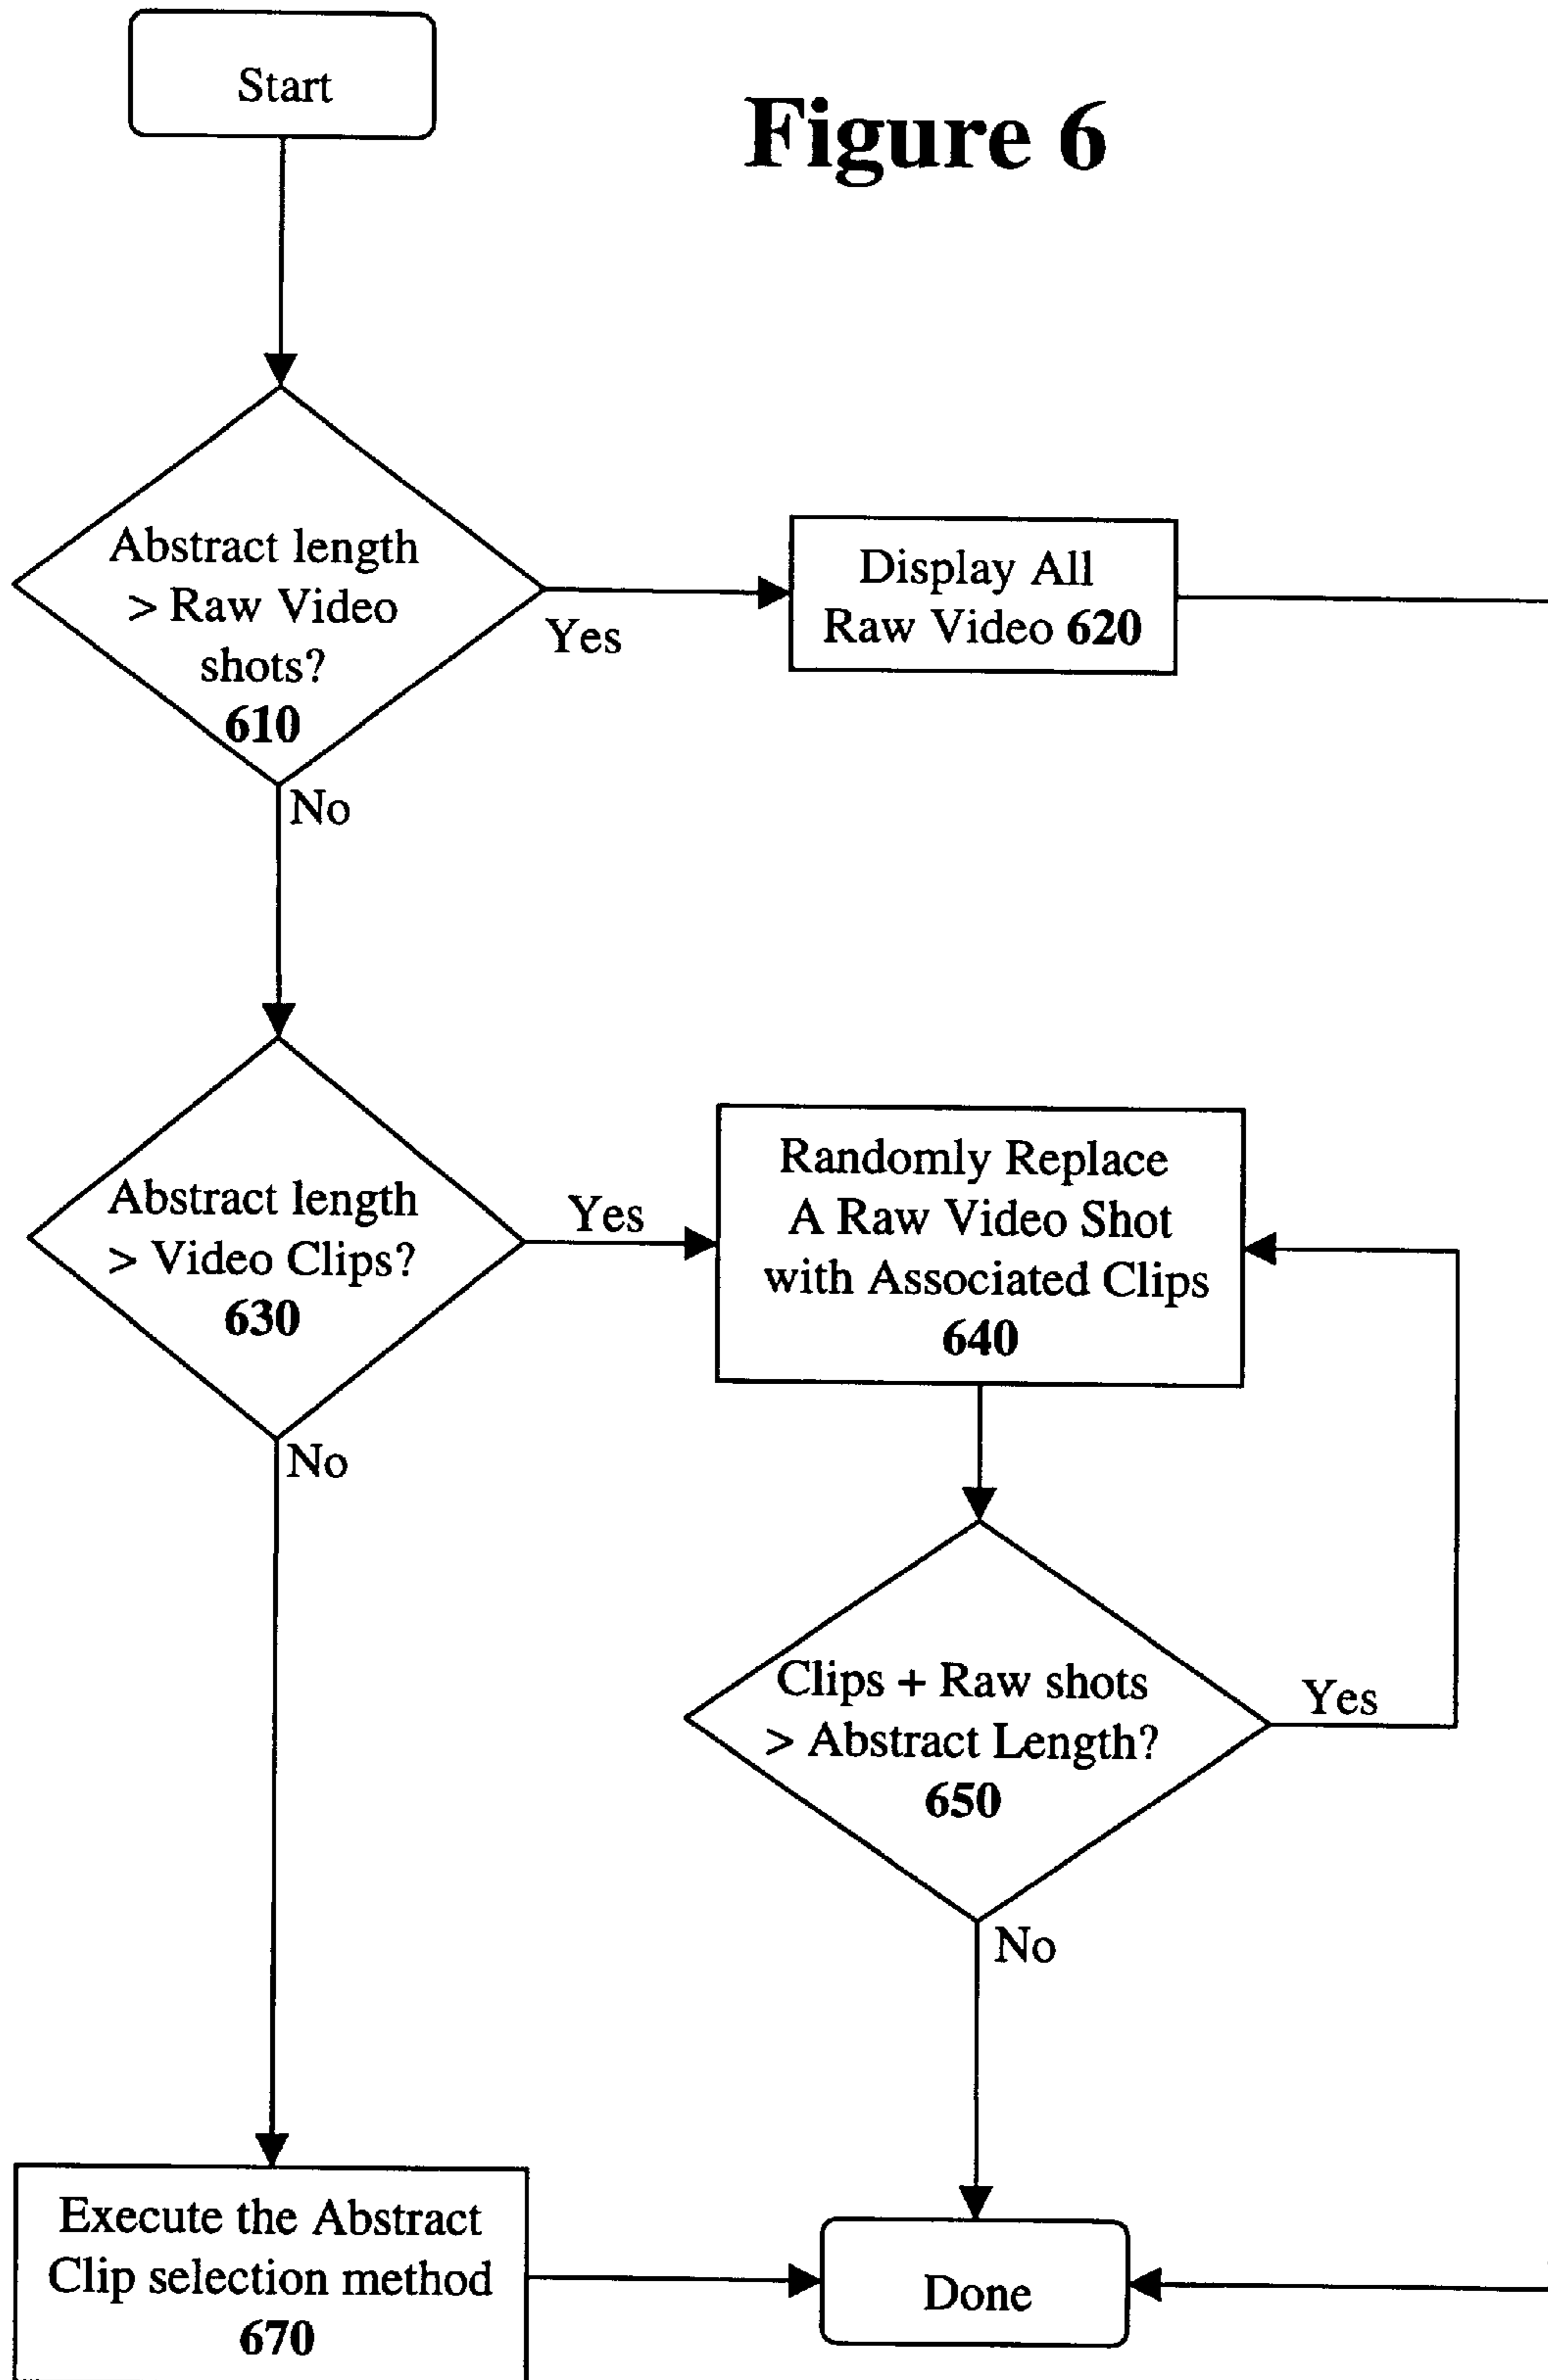 Start
Figure 6
Abstract length
> Raw Video
shots?
610
Yes
Display All
Raw Video 620
No
Abstract length
> Video Clips?
630
Yes
Randomly Replace
A Raw Video Shot
with Associated Clips
640
No
Clips + Raw shots
> Abstract Length?
650
Yes
No
Execute the Abstract
Clip selection method
670
Done